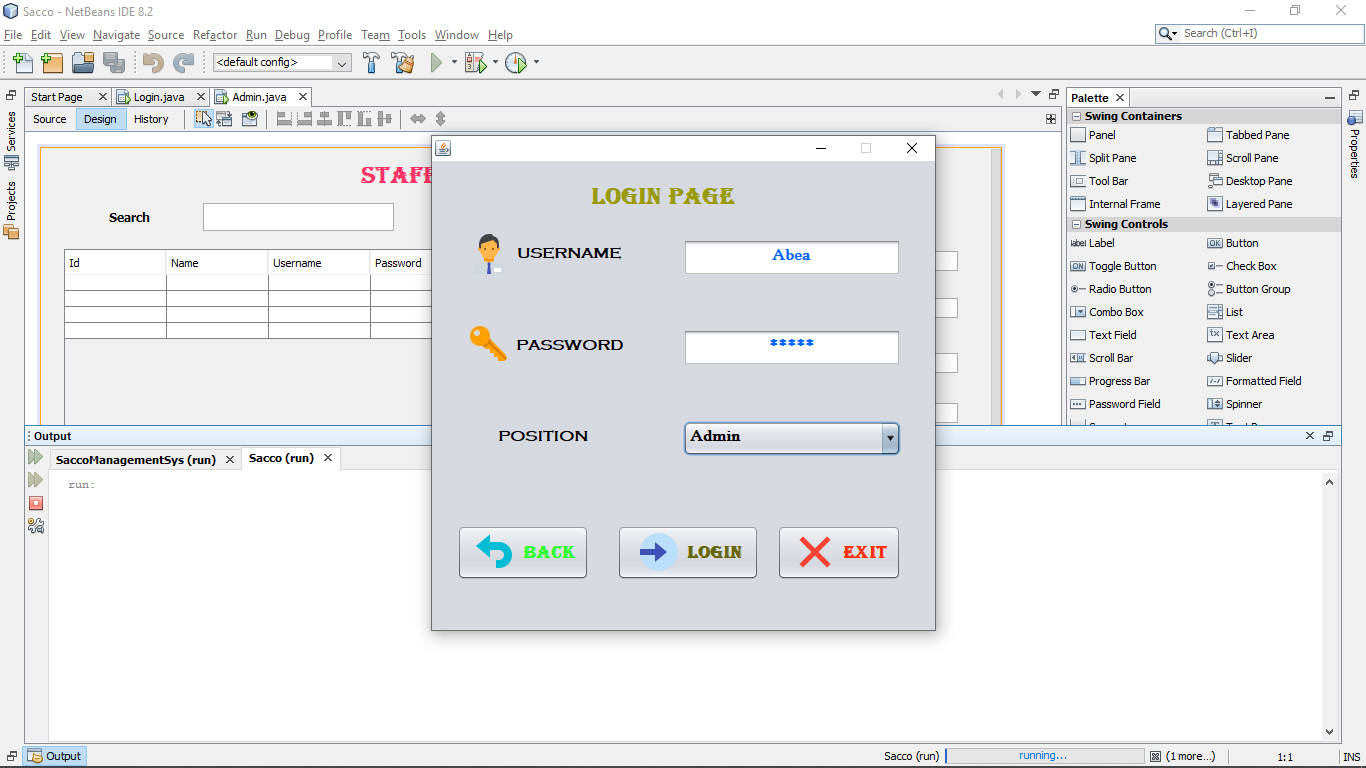 Sacco - NetBeans IDE 8.2
File Edit View Navigate Source Refactor Run Debug Profile Team Tools Window Help
Search (Ctrl+I)
<default config>
Start Page Login.java Admin.java
Source Design History
Services
Projects
Search
Id Name Username Password
LOGIN PAGE
USERNAME Abea
PASSWORD *****
POSITION Admin
BACK LOGIN EXIT
Palette
Swing Containers
Panel Tabbed Pane
Split Pane Scroll Pane
Tool Bar Desktop Pane
Internal Frame Layered Pane
Swing Controls
label Label OK Button
ON Toggle Button Check Box
Radio Button Button Group
Combo Box List
Text Field tx Text Area
Scroll Bar Slider
Progress Bar Formatted Field
Password Field Spinner
Properties
Output
SaccoManagementSys (run) Sacco (run)
run:
Output Sacco (run) running... (1 more...) 1:1 INS